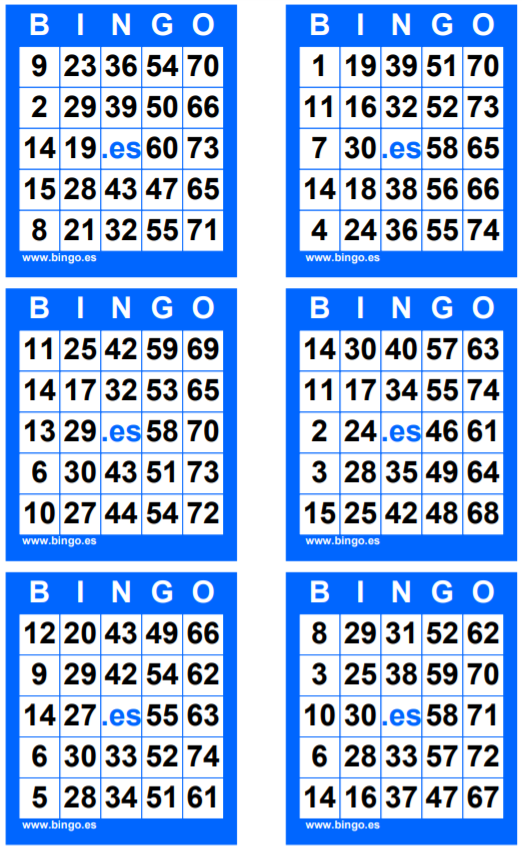 B I N G O
9 23 36 54 70
2 29 39 50 66
14 19 .es 60 73
15 28 43 47 65
8 21 32 55 71
www.bingo.es
B I N G O
1 19 39 51 70
11 16 32 52 73
7 30 .es 58 65
14 18 38 56 66
4 24 36 55 74
www.bingo.es
B I N G O
11 25 42 59 69
14 17 32 53 65
13 29 .es 58 70
6 30 43 51 73
10 27 44 54 72
www.bingo.es
B I N G O
14 30 40 57 63
11 17 34 55 74
2 24 .es 46 61
3 28 35 49 64
15 25 42 48 68
www.bingo.es
B I N G O
12 20 43 49 66
9 29 42 54 62
14 27 .es 55 63
6 30 33 52 74
5 28 34 51 61
www.bingo.es
B I N G O
8 29 31 52 62
3 25 38 59 70
10 30 .es 58 71
6 28 33 57 72
14 16 37 47 67
www.bingo.es